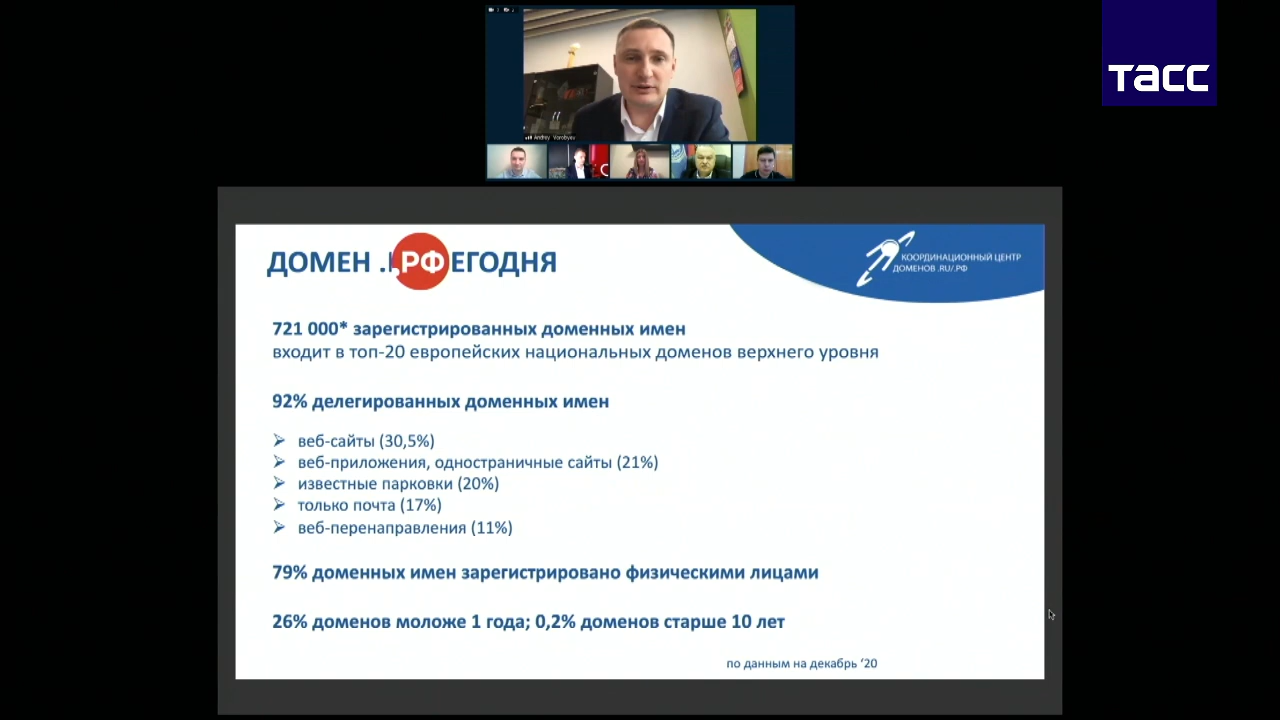 Andrey Vorobyev
ТАСС
ДОМЕН .РФ ЕГОДНЯ
КООРДИНАЦИОННЫЙ ЦЕНТР
ДОМЕНОВ .RU/.РФ
721 000* зарегистрированных доменных имен
входит в топ-20 европейских национальных доменов верхнего уровня
92% делегированных доменных имен
веб-сайты (30,5%)
веб-приложения, одностраничные сайты (21%)
известные парковки (20%)
только почта (17%)
веб-перенаправления (11%)
79% доменных имен зарегистрировано физическими лицами
26% доменов моложе 1 года; 0,2% доменов старше 10 лет
по данным на декабрь ‘20